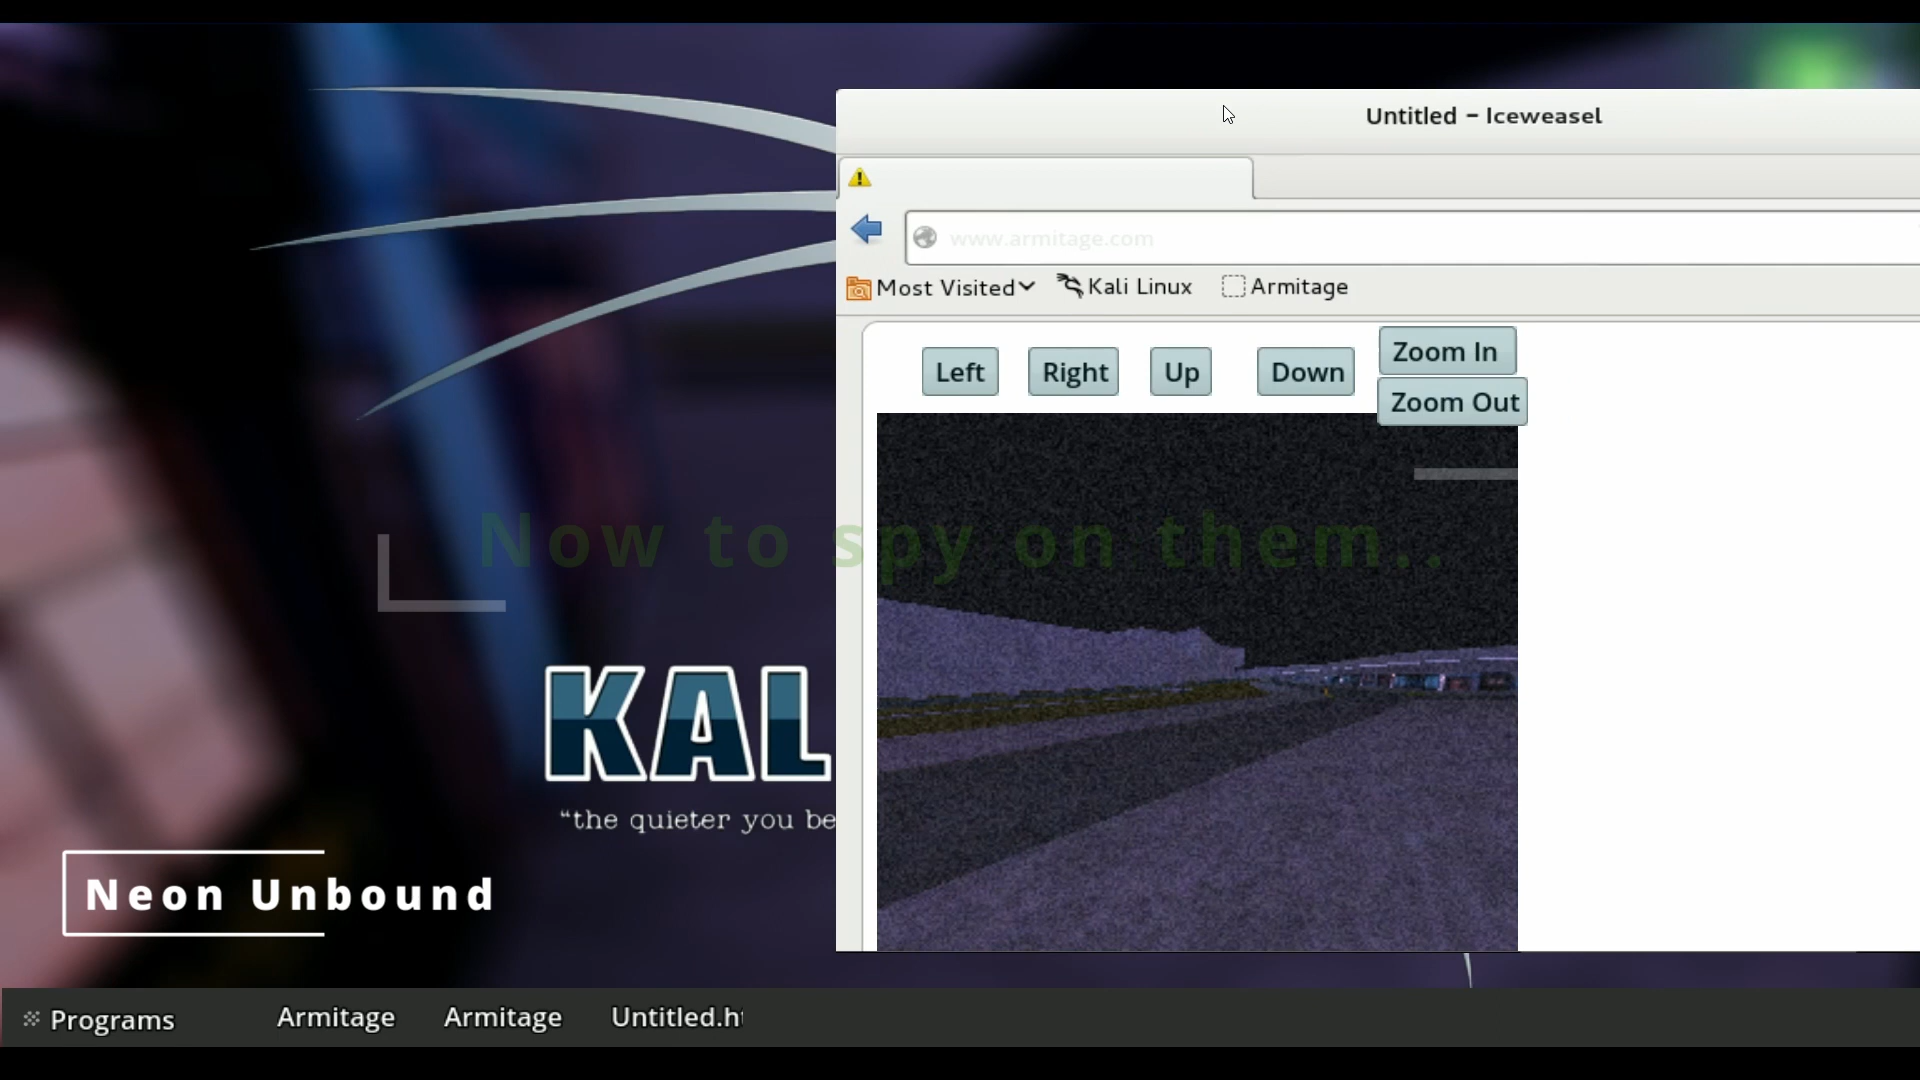 Untitled – Iceweasel
www.armitage.com
Most Visited
Kali Linux
Armitage
Left
Right
Up
Down
Zoom In
Zoom Out
Now to spy on them..
KAL
“the quieter you be
Neon Unbound
Programs
Armitage
Armitage
Untitled.h